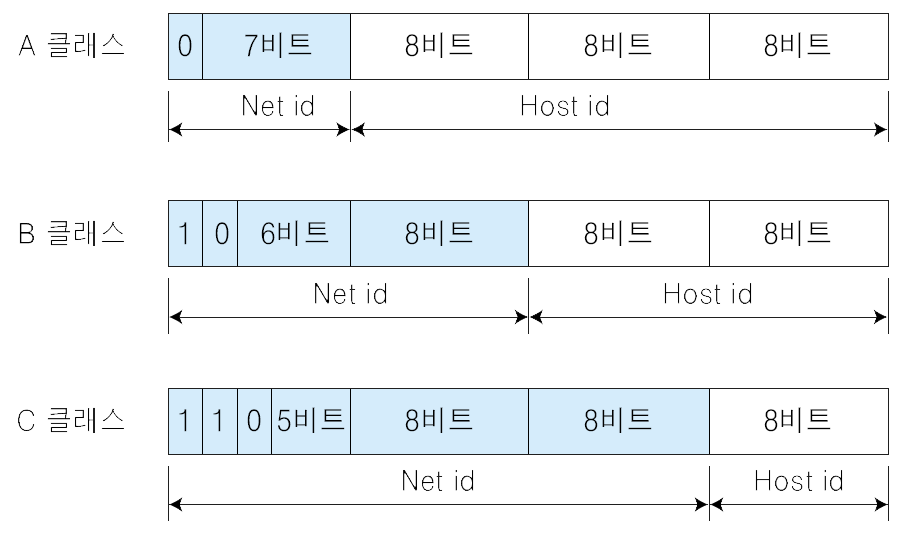 A 클래스 0 7비트 8비트 8비트 8비트
Net id Host id
B 클래스 1 0 6비트 8비트 8비트 8비트
Net id Host id
C 클래스 1 1 0 5비트 8비트 8비트 8비트
Net id Host id